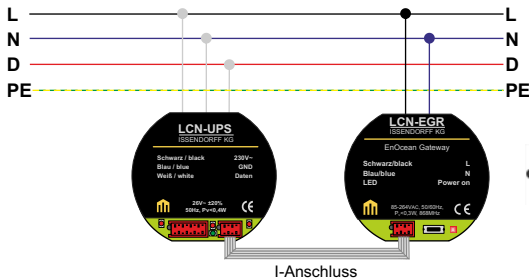 L L
N N
D D
PE PE
LCN-UPS
ISSENDORFF KG
Schwarz / black 230V~
Blau / blue GND
Weiß / white Daten
26V~ ±20%
50Hz, Pv<0,4W
CE
LCN-EGR
ISSENDORFF KG
EnOcean Gateway
Schwarz/black L
Blau/blue N
LED Power on
85-264VAC, 50/60Hz,
Pᵥ<0,3W, 868MHz
CE
I-Anschluss